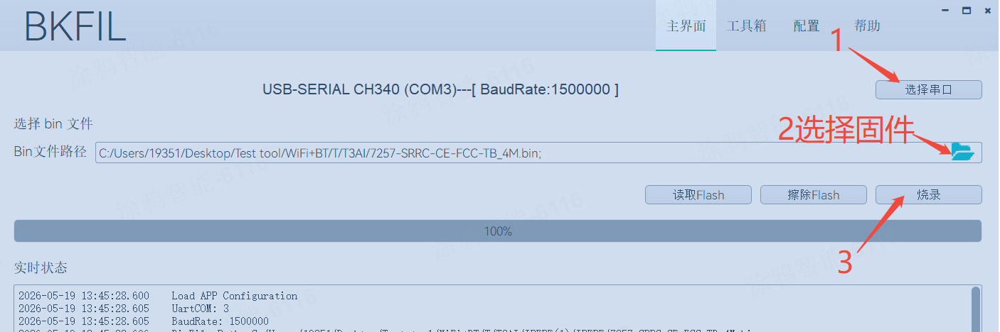 BKFIL
主界面 工具箱 配置 帮助
1
USB-SERIAL CH340 (COM3)---[ BaudRate:1500000 ]
选择串口
选择 bin 文件
2选择固件
Bin文件路径 C:/Users/19351/Desktop/Test tool/WiFi+BT/T/T3AI/7257-SRRC-CE-FCC-TB_4M.bin;
读取Flash 擦除Flash 烧录
100%
3
实时状态
2026-05-19 13:45:28.600 Load APP Configuration
2026-05-19 13:45:28.605 UartCOM: 3
2026-05-19 13:45:28.605 BaudRate: 1500000
涂鸦智能-6116